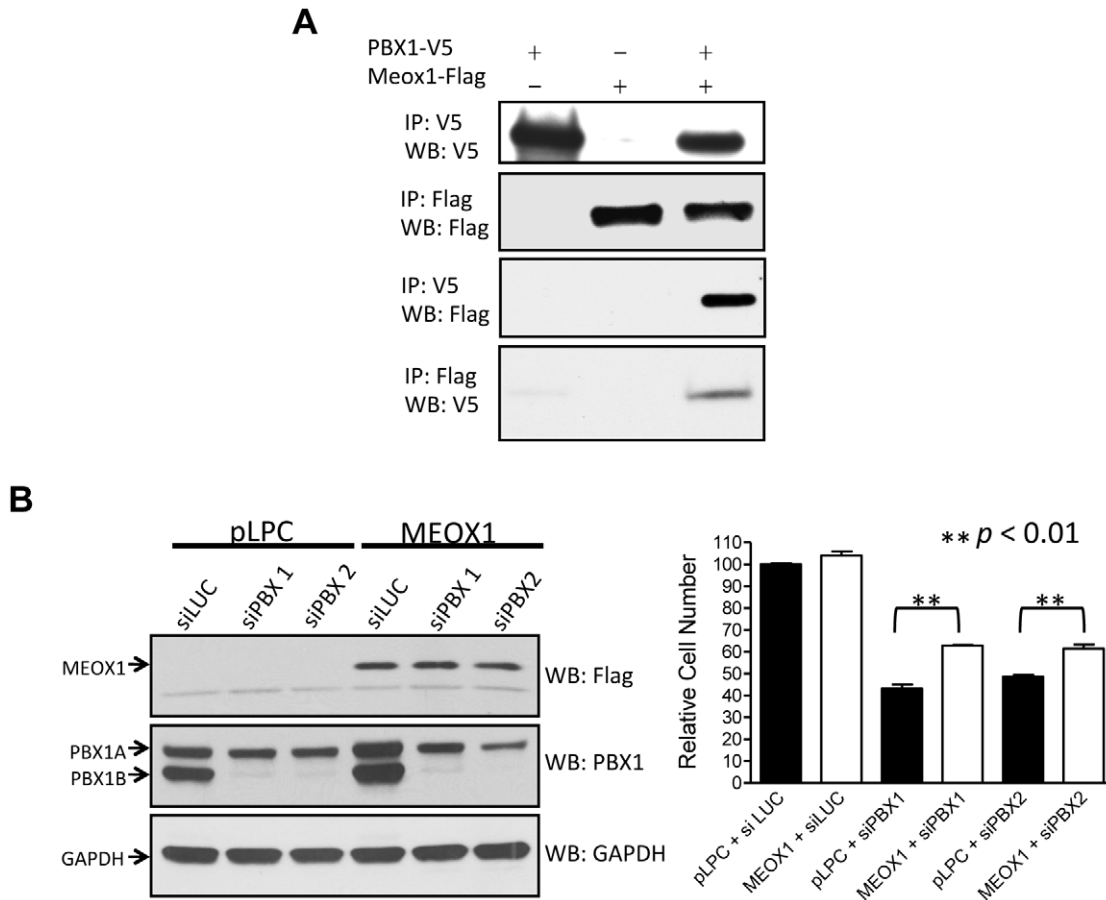 A
PBX1-V5 + − +
Meox1-Flag − + +
IP: V5
WB: V5
IP: Flag
WB: Flag
IP: V5
WB: Flag
IP: Flag
WB: V5
B
pLPC MEOX1
siLUC siPBX 1 siPBX 2 siLUC siPBX 1 siPBX2
MEOX1 WB: Flag
PBX1A
PBX1B
WB: PBX1
GAPDH WB: GAPDH
** p < 0.01
Relative Cell Number
110
100
90
80
70
60
50
40
30
20
10
0
** **
pLPC + si LUC
MEOX1 + siLUC
pLPC + siPBX1
MEOX1 + siPBX1
pLPC + siPBX2
MEOX1 + siPBX2